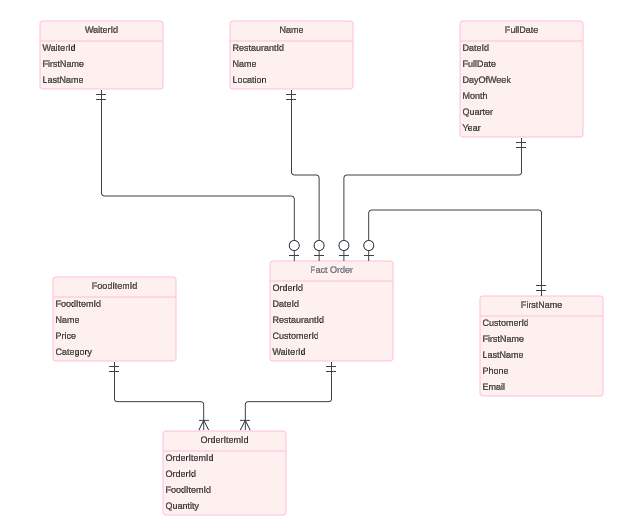 WaiterId
WaiterId
FirstName
LastName
Name
RestaurantId
Name
Location
FullDate
DateId
FullDate
DayOfWeek
Month
Quarter
Year
Fact Order
OrderId
DateId
RestaurantId
CustomerId
WaiterId
FoodItemId
FoodItemId
Name
Price
Category
FirstName
CustomerId
FirstName
LastName
Phone
Email
OrderItemId
OrderItemId
OrderId
FoodItemId
Quantity